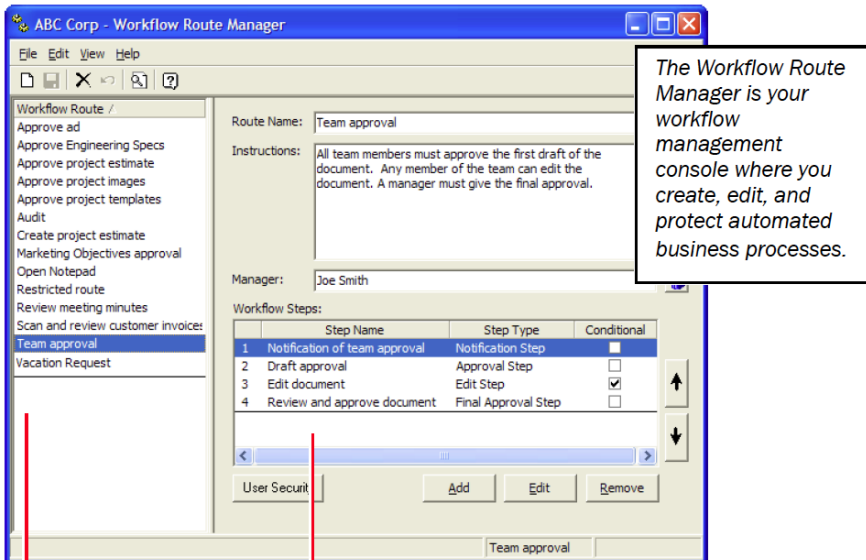 ABC Corp - Workflow Route Manager
File Edit View Help
The Workflow Route
Manager is your
workflow
management
console where you
create, edit, and
protect automated
business processes.
Workflow Route /
Approve ad
Approve Engineering Specs
Approve project estimate
Approve project images
Approve project templates
Audit
Create project estimate
Marketing Objectives approval
Open Notepad
Restricted route
Review meeting minutes
Scan and review customer invoices
Team approval
Vacation Request
Route Name: Team approval
Instructions: All team members must approve the first draft of the
document. Any member of the team can edit the
document. A manager must give the final approval.
Manager: Joe Smith
Workflow Steps:
Step Name Step Type Conditional
1 Notification of team approval Notification Step
2 Draft approval Approval Step
3 Edit document Edit Step
4 Review and approve document Final Approval Step
User Security Add Edit Remove
Team approval